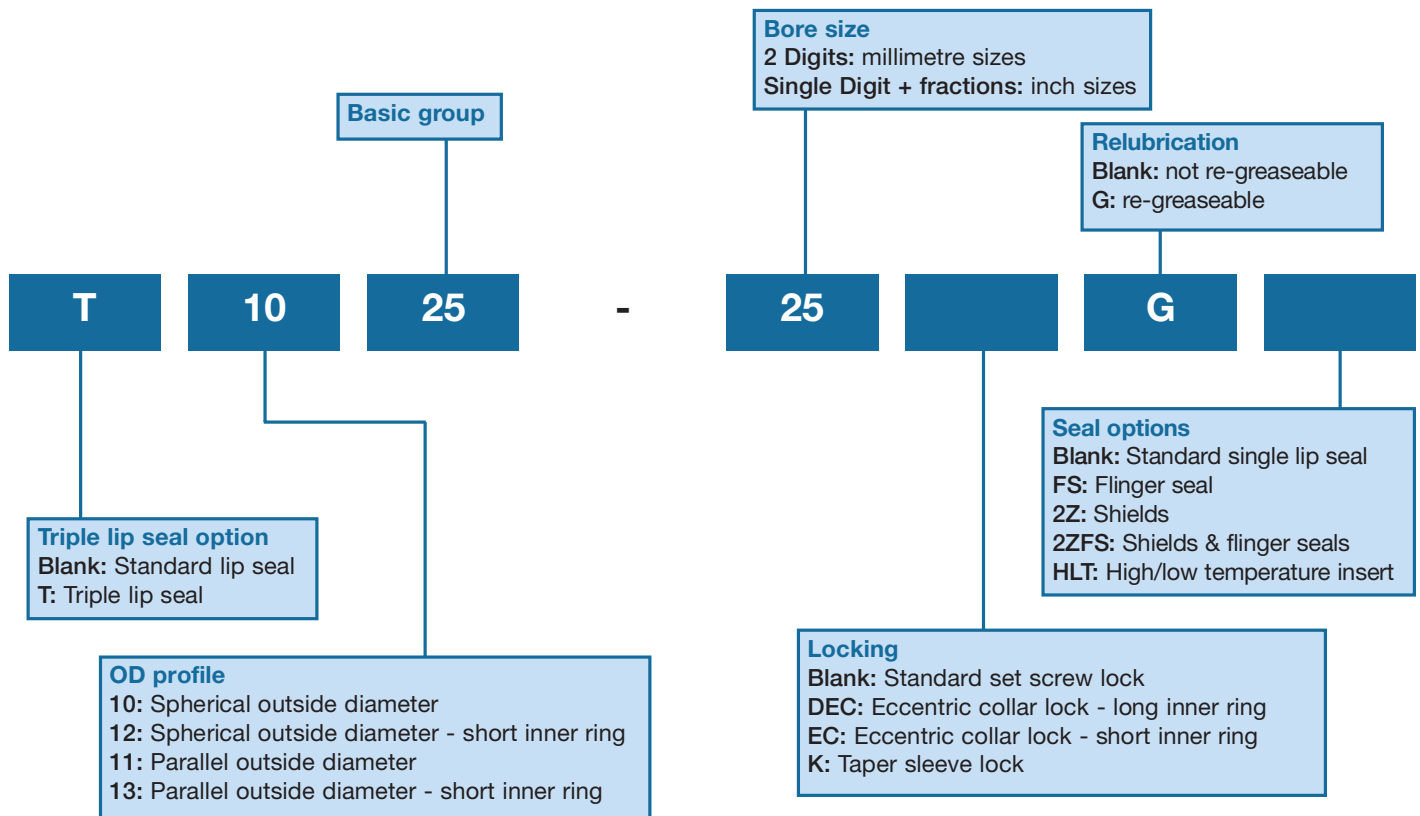 Bore size
2 Digits: millimetre sizes
Single Digit + fractions: inch sizes
Basic group
Relubrication
Blank: not re-greaseable
G: re-greaseable
T 10 25 - 25 G
Seal options
Blank: Standard single lip seal
FS: Flinger seal
2Z: Shields
2ZFS: Shields & flinger seals
HLT: High/low temperature insert
Triple lip seal option
Blank: Standard lip seal
T: Triple lip seal
Locking
Blank: Standard set screw lock
DEC: Eccentric collar lock - long inner ring
EC: Eccentric collar lock - short inner ring
K: Taper sleeve lock
OD profile
10: Spherical outside diameter
12: Spherical outside diameter - short inner ring
11: Parallel outside diameter
13: Parallel outside diameter - short inner ring